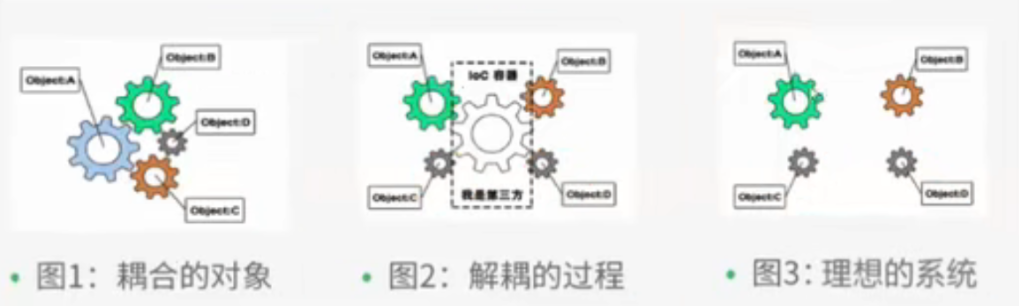 Object:A
Object:B
Object:D
Object:C
• 图1：耦合的对象
Object:A
IoC 容器
Object:B
Object:C
我是第三方
Object:D
• 图2：解耦的过程
Object:A
Object:B
Object:C
Object:D
• 图3：理想的系统